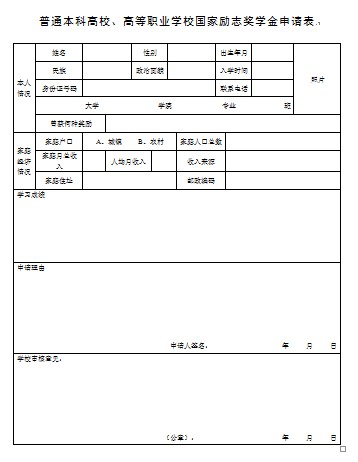 普通本科高校、高等职业学校国家励志奖学金申请表
本人情况
姓名 性别 出生年月
照片
民族 政治面貌 入学时间
身份证号码 联系电话
大学 学院 专业 班
曾获何种奖励
家庭经济情况
家庭户口 A、城镇 B、农村 家庭人口总数
家庭月总收入 人均月收入 收入来源
家庭住址 邮政编码
学习成绩
申请理由
申请人签名: 年 月 日
学校审核意见:
(公章): 年 月 日